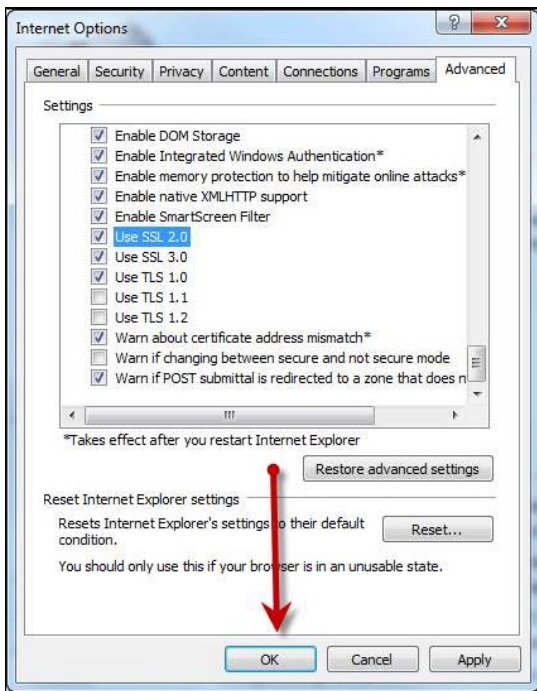 Internet Options
General Security Privacy Content Connections Programs Advanced
Settings
Enable DOM Storage
Enable Integrated Windows Authentication*
Enable memory protection to help mitigate online attacks*
Enable native XMLHTTP support
Enable SmartScreen Filter
Use SSL 2.0
Use SSL 3.0
Use TLS 1.0
Use TLS 1.1
Use TLS 1.2
Warn about certificate address mismatch*
Warn if changing between secure and not secure mode
Warn if POST submittal is redirected to a zone that does n
*Takes effect after you restart Internet Explorer
Restore advanced settings
Reset Internet Explorer settings
Resets Internet Explorer's settings to their default
condition.
Reset...
You should only use this if your browser is in an unusable state.
OK Cancel Apply